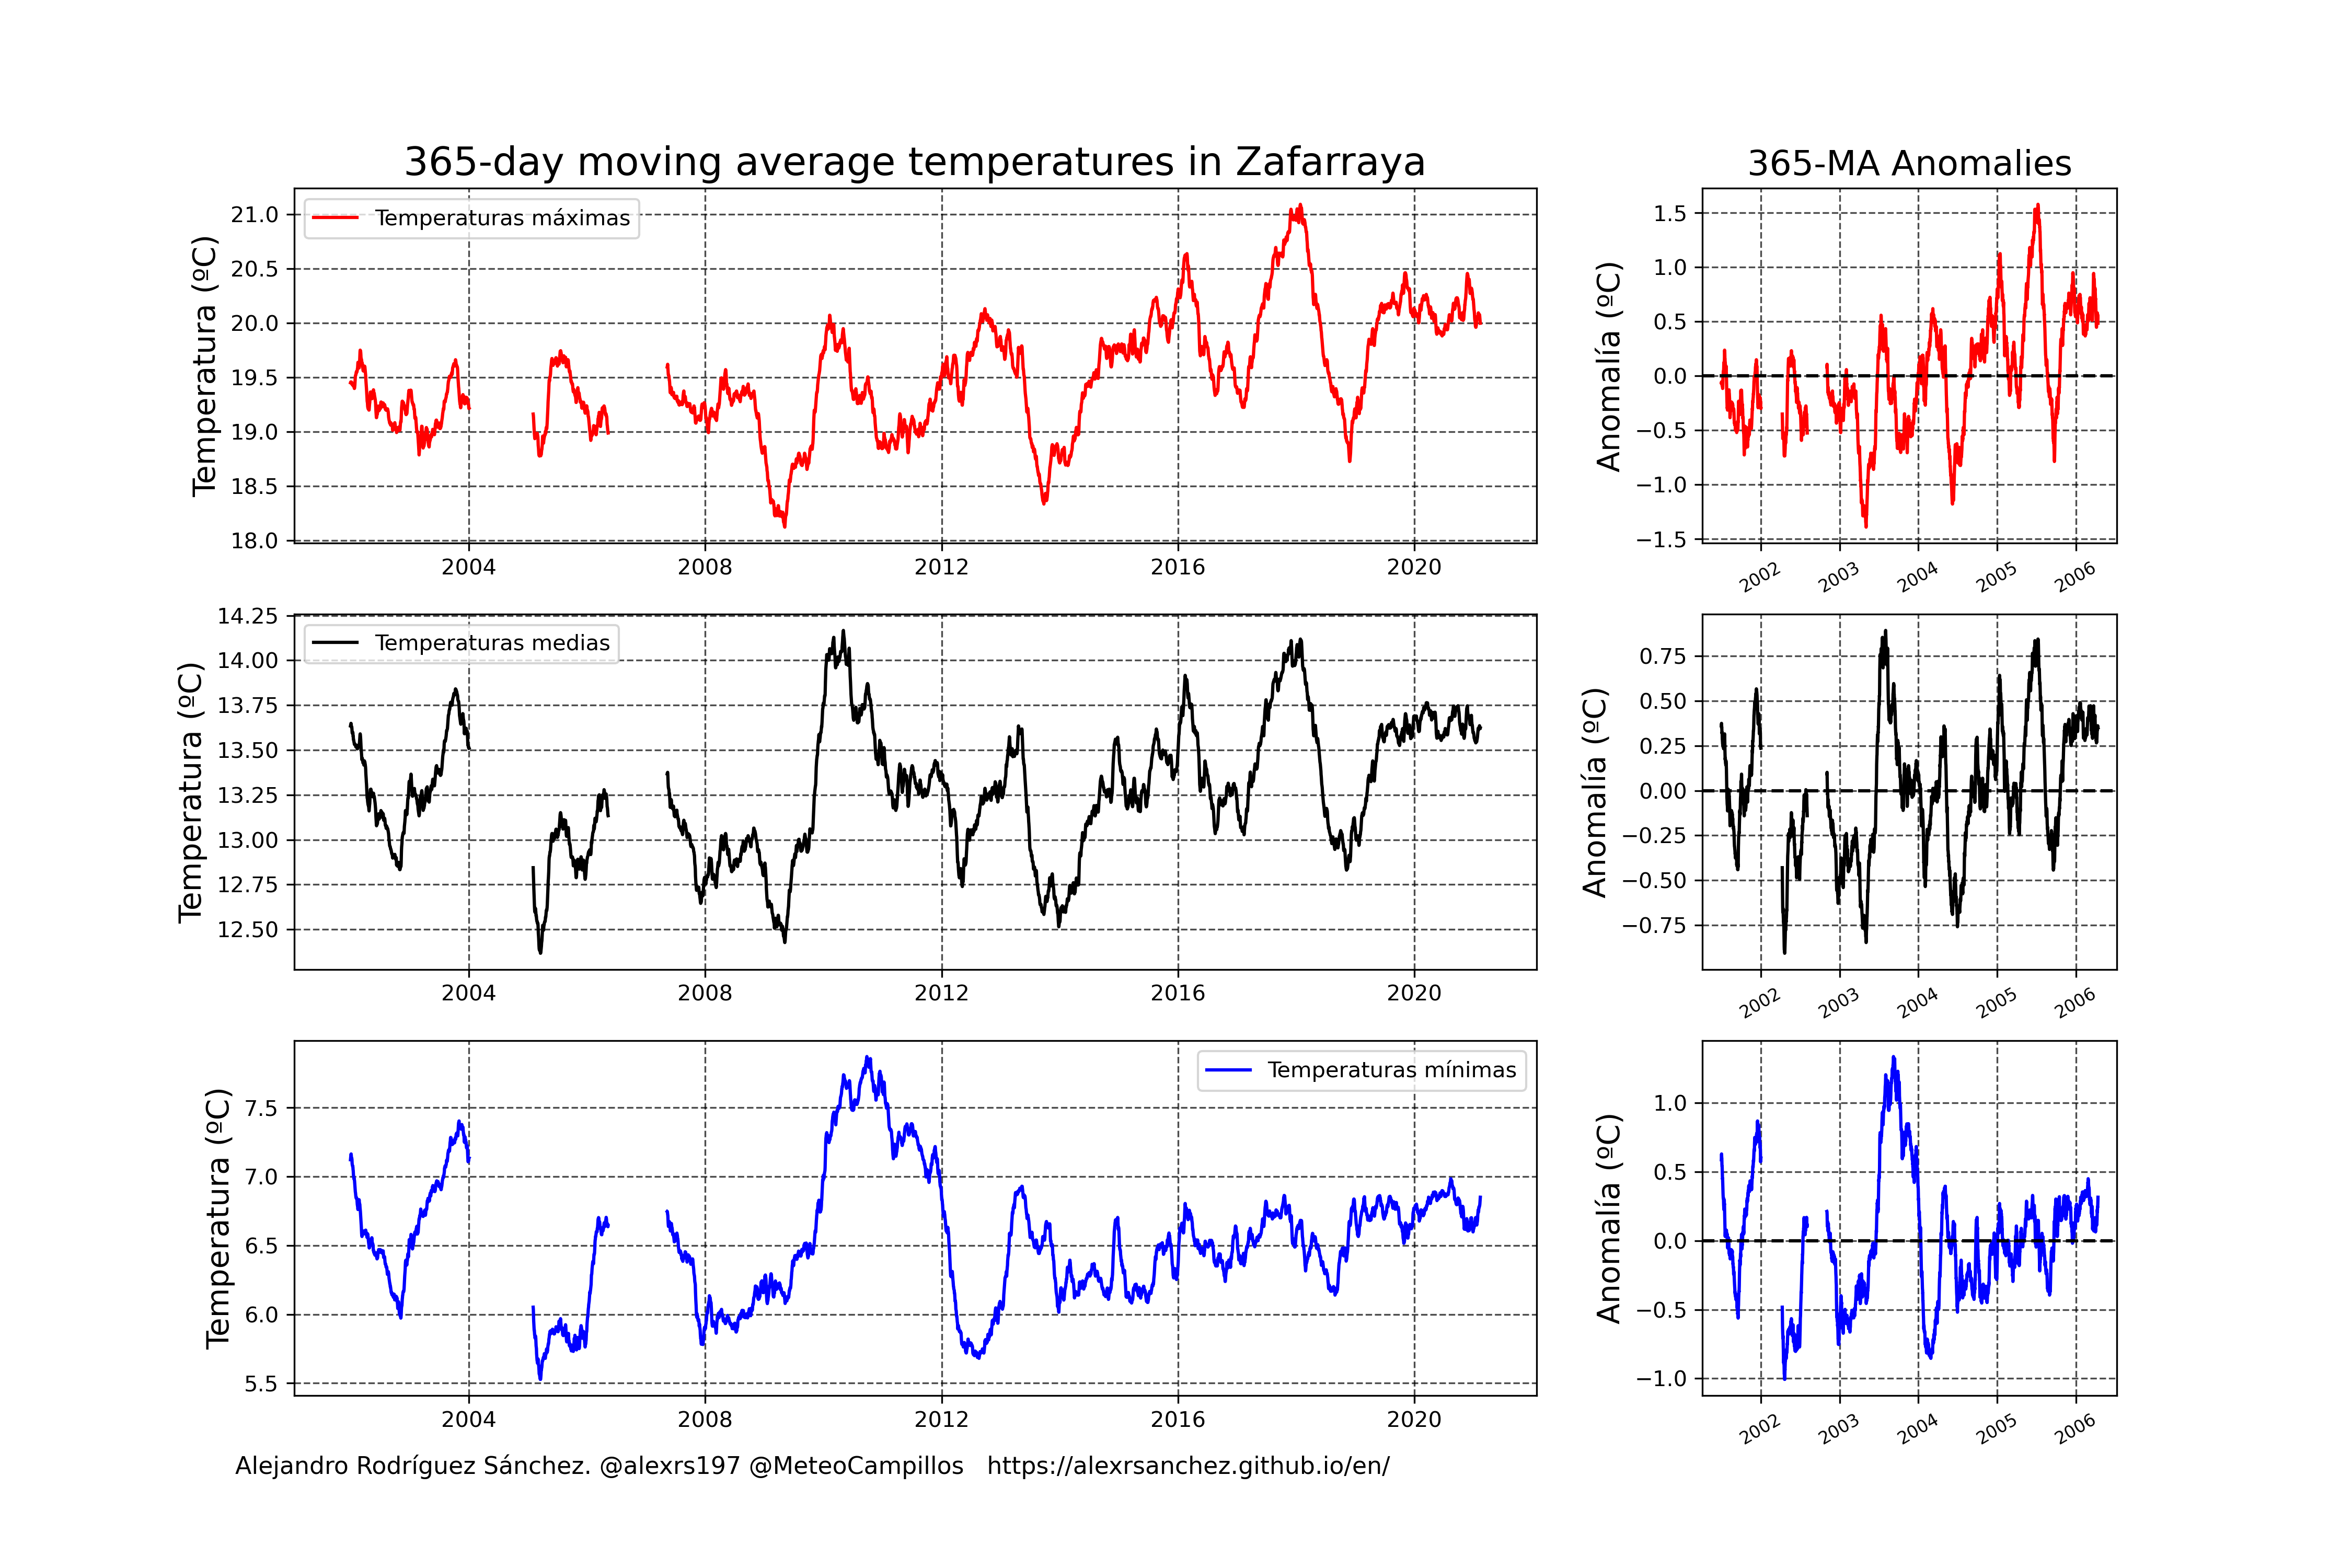 365-day moving average temperatures in Zafarraya
365-MA Anomalies
Temperatura (ºC)
21.0
20.5
20.0
19.5
19.0
18.5
18.0
Temperaturas máximas
2004 2008 2012 2016 2020
Anomalía (ºC)
1.5
1.0
0.5
0.0
−0.5
−1.0
−1.5
2002 2003 2004 2005 2006
Temperatura (ºC)
14.25
14.00
13.75
13.50
13.25
13.00
12.75
12.50
Temperaturas medias
2004 2008 2012 2016 2020
Anomalía (ºC)
0.75
0.50
0.25
0.00
−0.25
−0.50
−0.75
2002 2003 2004 2005 2006
Temperatura (ºC)
7.5
7.0
6.5
6.0
5.5
Temperaturas mínimas
2004 2008 2012 2016 2020
Anomalía (ºC)
1.0
0.5
0.0
−0.5
−1.0
2002 2003 2004 2005 2006
Alejandro Rodríguez Sánchez. @alexrs197 @MeteoCampillos https://alexrsanchez.github.io/en/